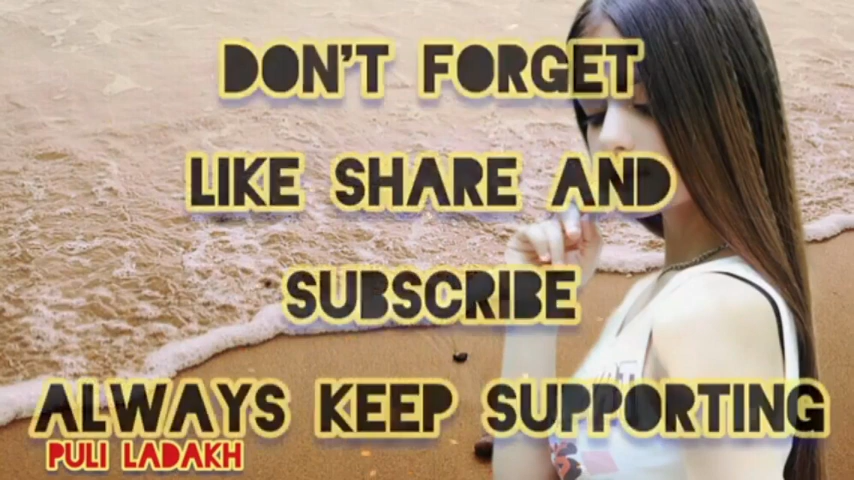 DON'T FORGET
LIKE SHARE AND
SUBSCRIBE
ALWAYS KEEP SUPPORTING
PULI LADAKH